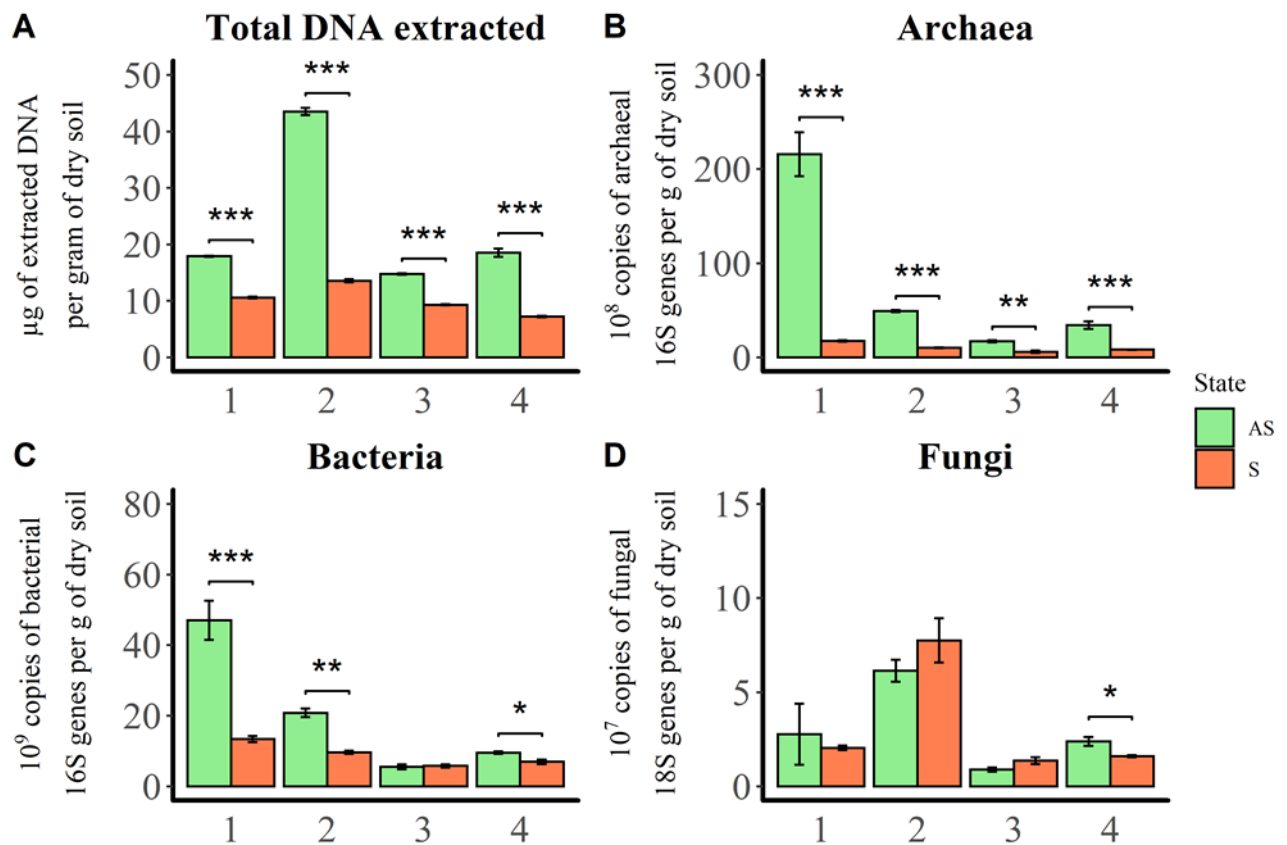 A Total DNA extracted
µg of extracted DNA
per gram of dry soil
50
40
30
20
10
0
***
***
***
***
1 2 3 4
B Archaea
10⁸ copies of archaeal
16S genes per g of dry soil
300
200
100
0
***
***
**
***
1 2 3 4
State
AS
S
C Bacteria
10⁹ copies of bacterial
16S genes per g of dry soil
80
60
40
20
0
***
**
*
1 2 3 4
D Fungi
10⁷ copies of fungal
18S genes per g of dry soil
15
10
5
0
*
1 2 3 4